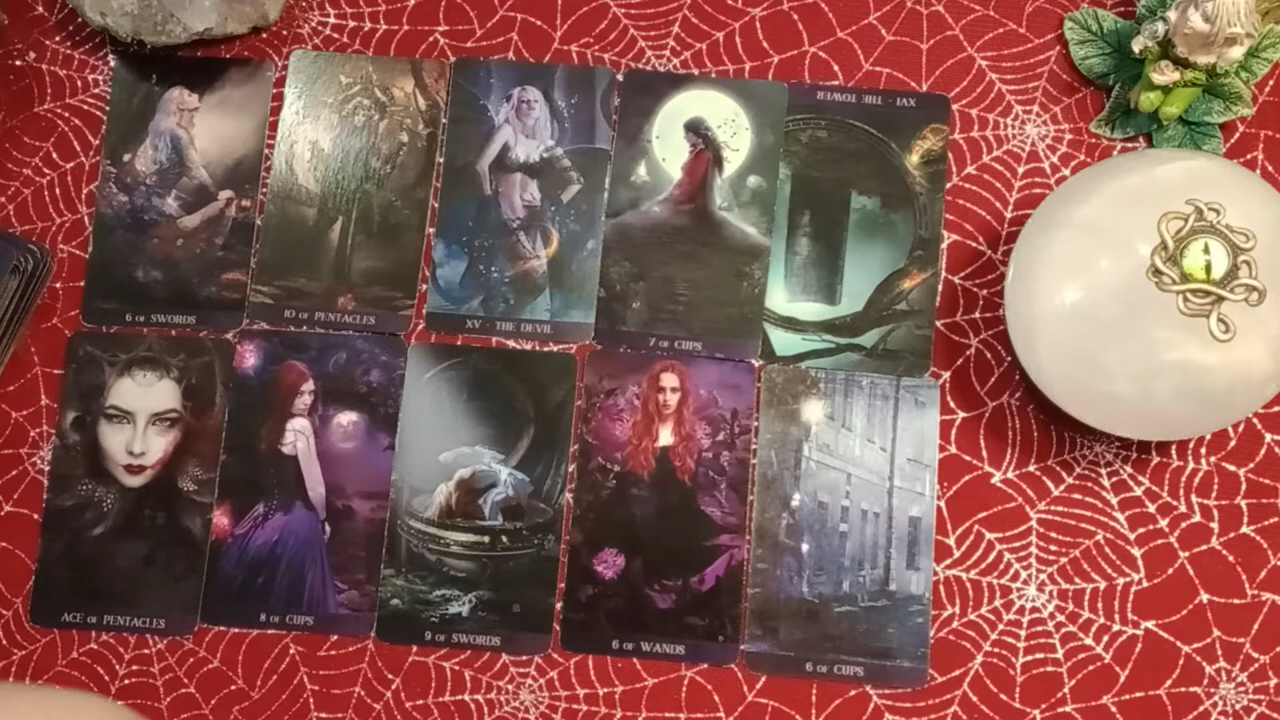 6 OF SWORDS
10 OF PENTACLES
XV - THE DEVIL
7 OF CUPS
XVI - THE TOWER
ACE OF PENTACLES
8 OF CUPS
9 OF SWORDS
6 OF WANDS
6 OF CUPS